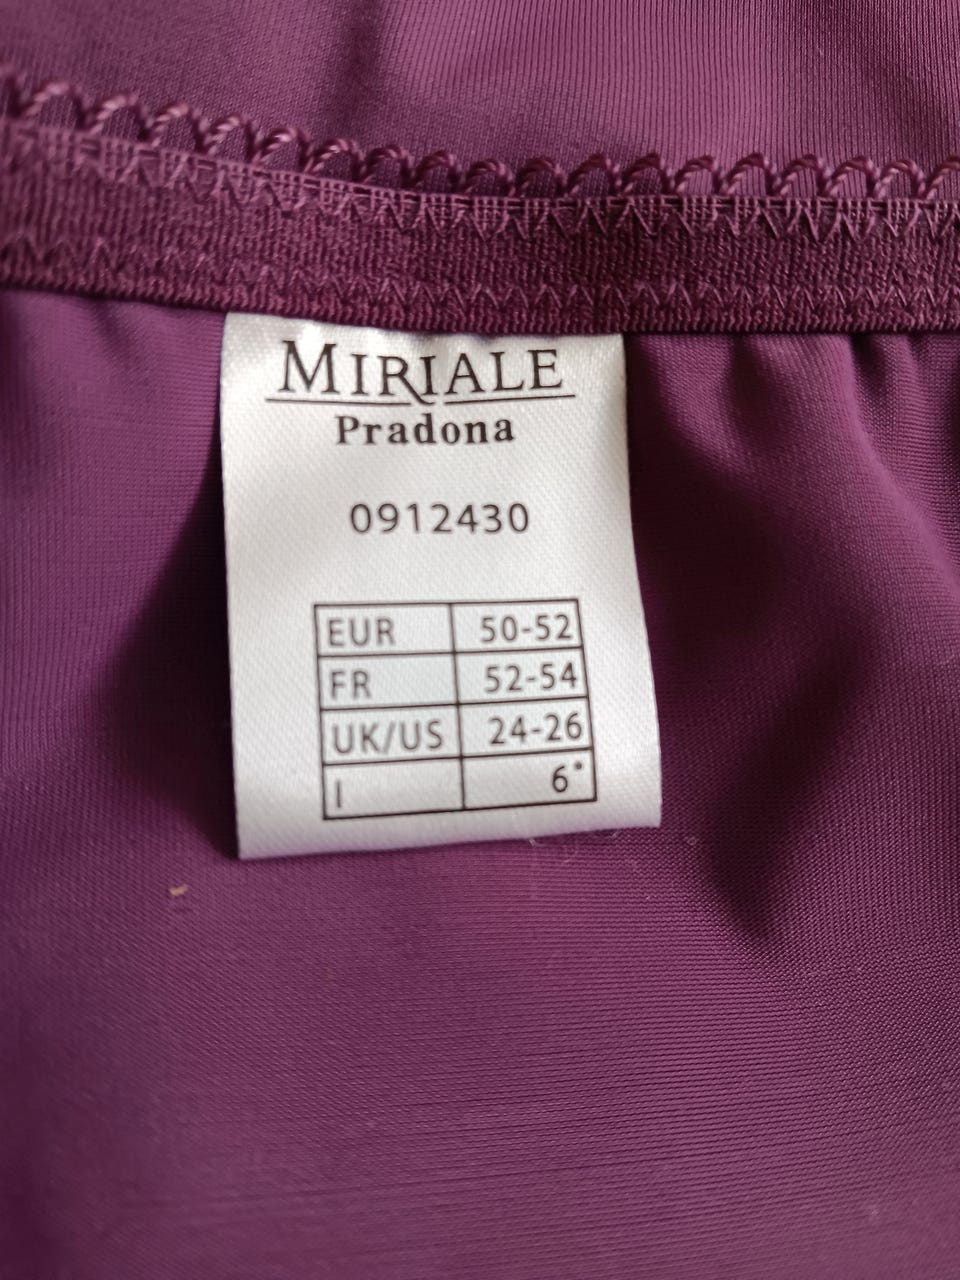 MIRIALE
Pradona
0912430
EUR 50-52
FR 52-54
UK/US 24-26
I 6*